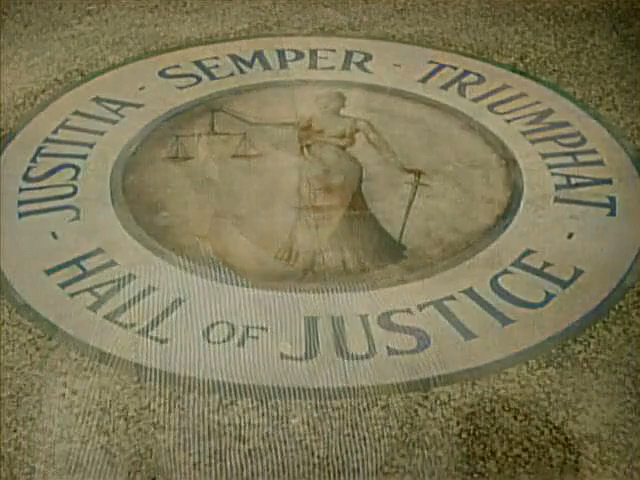 JUSTITIA - SEMPER - TRIUMPHAT -
HALL OF JUSTICE -